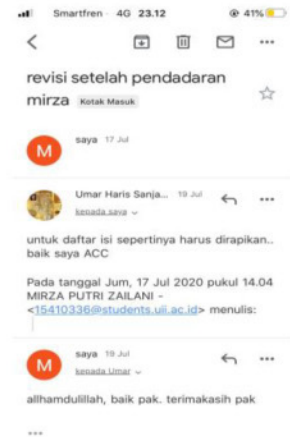 Smartfren 4G 23.12 41%
revisi setelah pendadaran
mirza Kotak Masuk
M
saya 17 Jul
Umar Haris Sanja... 19 Jul
kepada saya
untuk daftar isi sepertinya harus dirapikan..
baik saya ACC
Pada tanggal Jum, 17 Jul 2020 pukul 14.04
MIRZA PUTRI ZAILANI -
<15410336@students.uii.ac.id> menulis:
M
saya 19 Jul
kepada Umar
allhamdulillah, baik pak. terimakasih pak